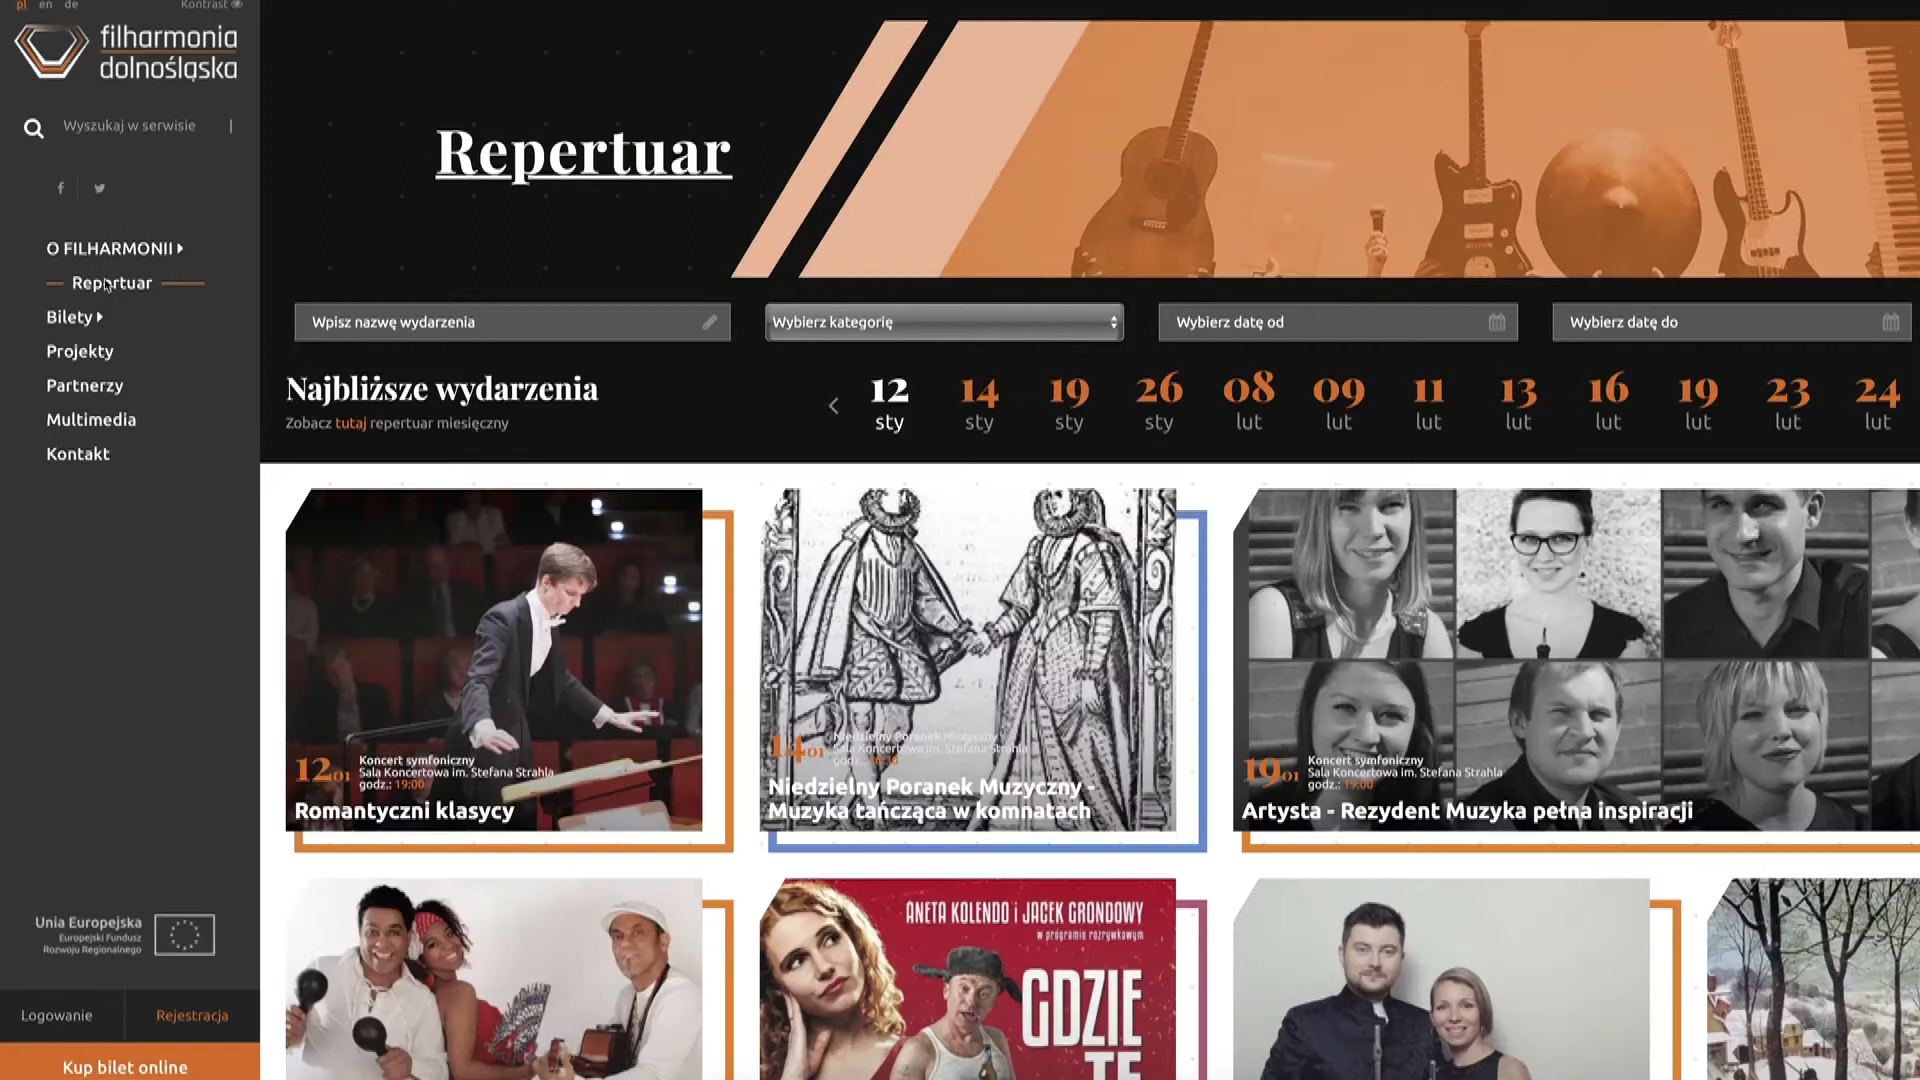 pl en de
Kontrast
filharmonia
dolnośląska
Wyszukaj w serwisie
O FILHARMONII
Repertuar
Bilety
Projekty
Partnerzy
Multimedia
Kontakt
Unia Europejska
Europejski Fundusz
Rozwoju Regionalnego
Logowanie
Rejestracja
Kup bilet online
Repertuar
Wpisz nazwę wydarzenia
Wybierz kategorię
Wybierz datę od
Wybierz datę do
Najbliższe wydarzenia
Zobacz tutaj repertuar miesięczny
12 14 19 26 08 09 11 13 16 19 23 24
sty sty sty sty lut lut lut lut lut lut lut lut
12 01
Koncert symfoniczny
Sala Koncertowa im. Stefana Strahla
godz.: 19:00
Romantyczni klasycy
14 01
Niedzielny Poranek Muzyczny
Sala Koncertowa im. Stefana Strahla
godz.: 16:30
Niedzielny Poranek Muzyczny -
Muzyka tańcząca w komnatach
19 01
Koncert symfoniczny
Sala Koncertowa im. Stefana Strahla
godz.: 19:00
Artysta - Rezydent Muzyka pełna inspiracji
ANETA KOLENDO i JACEK GRONDOWY
w programie rozrywkowym
GDZIE
TE